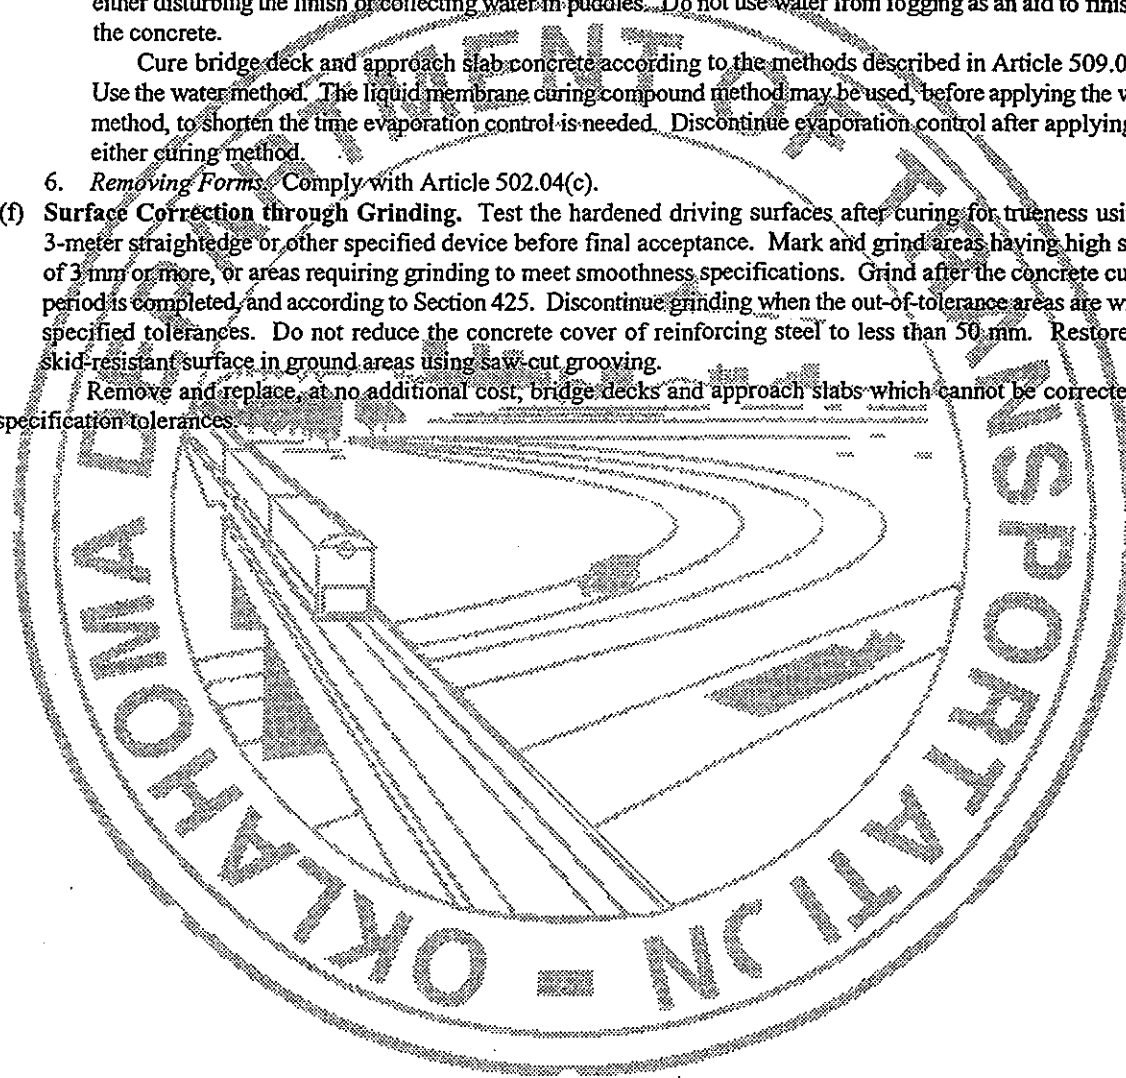 either disturbing the finish or collecting water in puddles. Do not use water from fogging as an aid to finis
the concrete.
Cure bridge deck and approach slab concrete according to the methods described in Article 509.0
Use the water method. The liquid membrane curing compound method may be used, before applying the
method, to shorten the time evaporation control is needed. Discontinue evaporation control after applying
either curing method.
6. Removing Forms. Comply with Article 502.04(c).
(f) Surface Correction through Grinding. Test the hardened driving surfaces after curing for trueness usi
3-meter straightedge or other specified device before final acceptance. Mark and grind areas having high s
of 3 mm or more, or areas requiring grinding to meet smoothness specifications. Grind after the concrete cu
period is completed, and according to Section 425. Discontinue grinding when the out-of-tolerance areas are w
specified tolerances. Do not reduce the concrete cover of reinforcing steel to less than 50 mm. Restore
skid-resistant surface in ground areas using saw-cut grooving.
Remove and replace, at no additional cost, bridge decks and approach slabs which cannot be correcte
specification tolerances.
OKLAHOMA DEPARTMENT OF TRANSPORTATION -